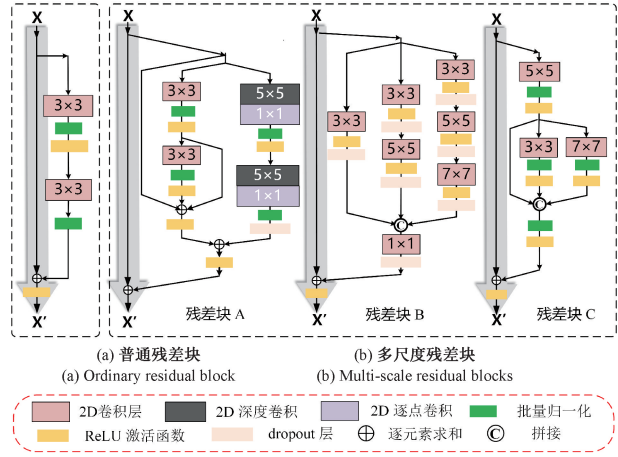 X
3×3
3×3
X'
X
3×3
3×3
5×5
1×1
5×5
1×1
X'
残差块 A
X
3×3
3×3
5×5
3×3
5×5
7×7
C
1×1
X'
残差块 B
X
5×5
3×3
7×7
C
X'
残差块 C
(a) 普通残差块
(b) 多尺度残差块
(a) Ordinary residual block
(b) Multi-scale residual blocks
2D卷积层
2D 深度卷积
2D 逐点卷积
批量归一化
ReLU 激活函数
dropout 层
逐元素求和
C 拼接